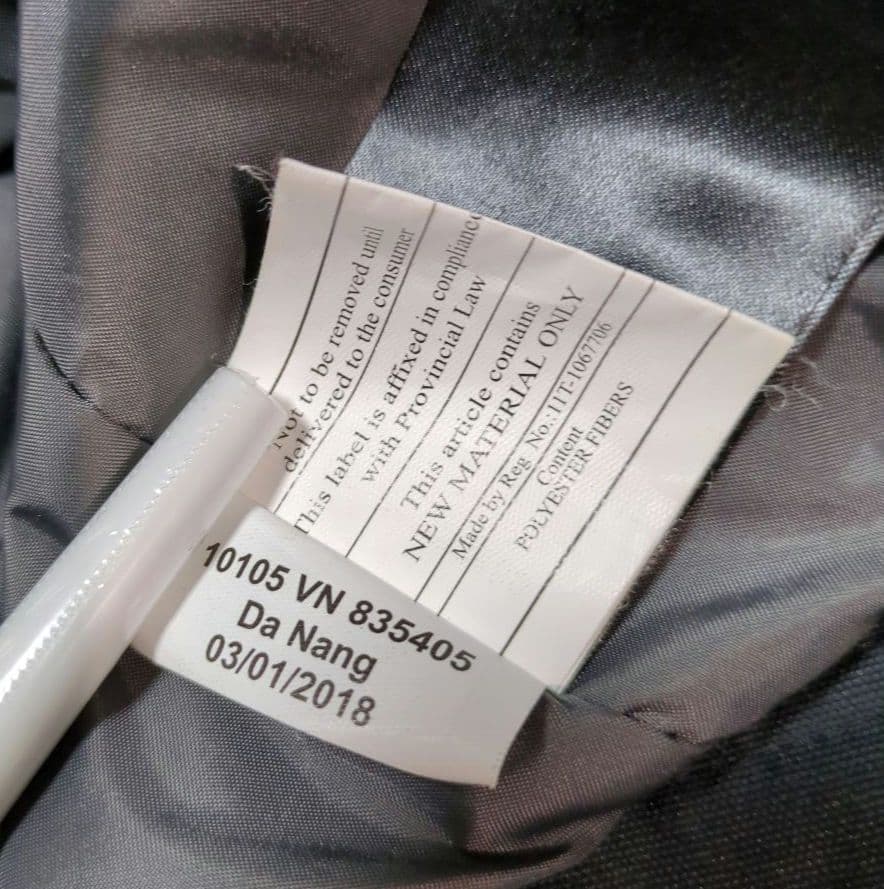 Not to be removed until
delivered to the consumer
This label is affixed in compliance
with Provincial Law
This article contains
NEW MATERIAL ONLY
Made by Reg No.:11T-1067706
Content
POLYESTER FIBERS
10105 VN 835405
Da Nang
03/01/2018